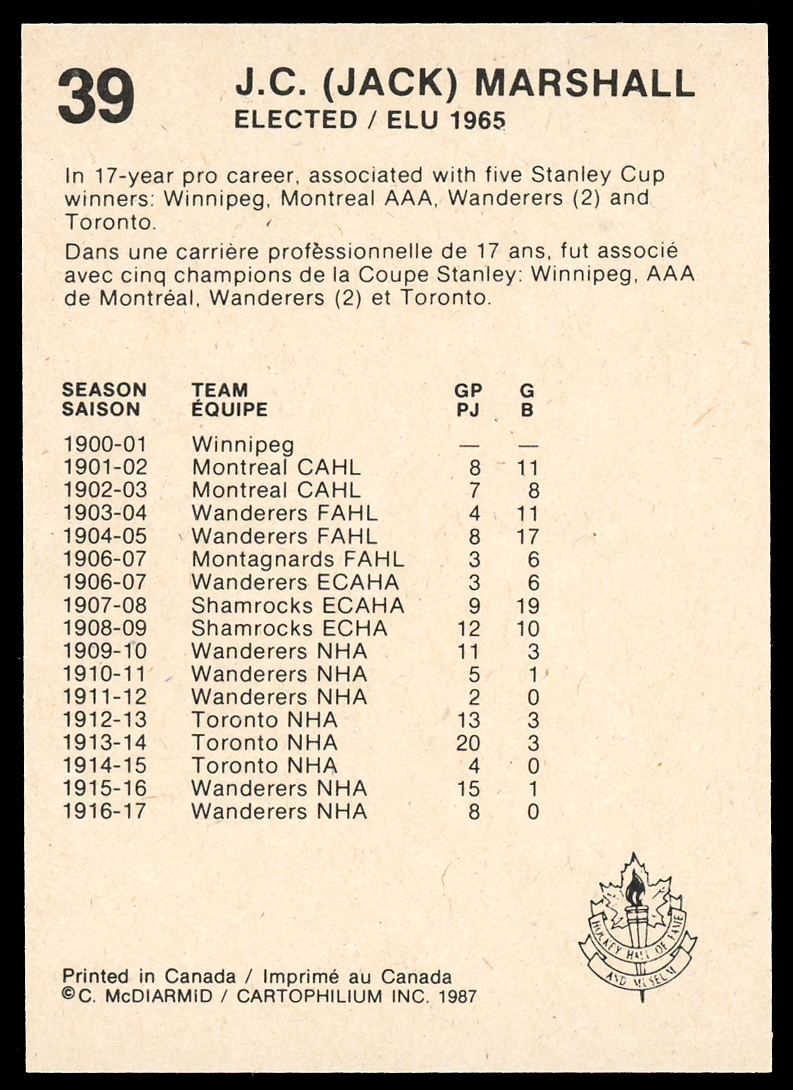 39
J.C. (JACK) MARSHALL
ELECTED / ELU 1965
In 17-year pro career, associated with five Stanley Cup
winners: Winnipeg, Montreal AAA, Wanderers (2) and
Toronto.
Dans une carrière professionnelle de 17 ans, fut associé
avec cinq champions de la Coupe Stanley: Winnipeg, AAA
de Montréal, Wanderers (2) et Toronto.
SEASON TEAM GP G
SAISON ÉQUIPE PJ B
1900-01 Winnipeg — —
1901-02 Montreal CAHL 8 11
1902-03 Montreal CAHL 7 8
1903-04 Wanderers FAHL 4 11
1904-05 Wanderers FAHL 8 17
1906-07 Montagnards FAHL 3 6
1906-07 Wanderers ECAHA 3 6
1907-08 Shamrocks ECAHA 9 19
1908-09 Shamrocks ECHA 12 10
1909-10 Wanderers NHA 11 3
1910-11 Wanderers NHA 5 1
1911-12 Wanderers NHA 2 0
1912-13 Toronto NHA 13 3
1913-14 Toronto NHA 20 3
1914-15 Toronto NHA 4 0
1915-16 Wanderers NHA 15 1
1916-17 Wanderers NHA 8 0
HOCKEY HALL OF FAME
AND MUSEUM
Printed in Canada / Imprimé au Canada
©C. McDIARMID / CARTOPHILIUM INC. 1987